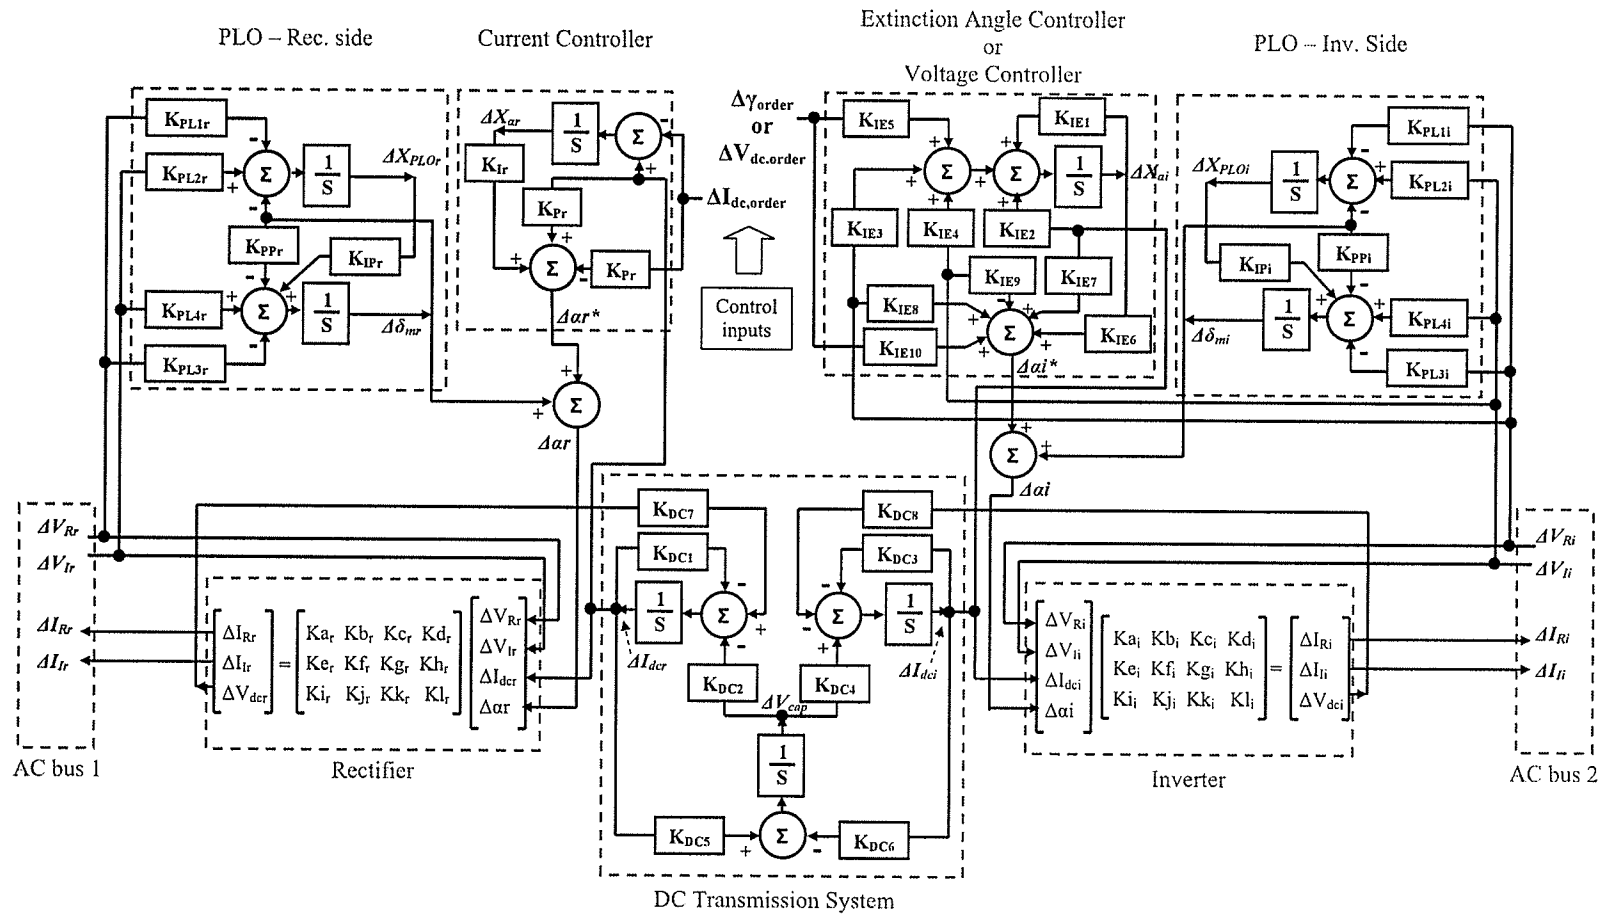 PLO – Rec. side
Current Controller
Extinction Angle Controller
or
Voltage Controller
PLO – Inv. Side
K_PL1r
K_PL2r
K_PPr
K_IPr
K_PL4r
K_PL3r
Σ
1/S
ΔX_PLOr
Σ
1/S
Δδ_mr
ΔX_αr
1/S
Σ
K_Ir
K_Pr
Σ
K_Pr
Δαr*
Σ
Δαr
Δγ_order
or
ΔV_dc,order
ΔI_dc,order
Control
inputs
K_IE5
K_IE1
Σ
Σ
1/S
ΔX_ai
K_IE3
K_IE4
K_IE2
K_IE9
K_IE7
K_IE8
K_IE10
Σ
K_IE6
Δαi*
Σ
Δαi
K_PL1i
ΔX_PLOi
1/S
Σ
K_PL2i
K_IPi
K_PPi
1/S
Σ
K_PL4i
Δδ_mi
K_PL3i
ΔV_Rr
ΔV_Ir
ΔI_Rr
ΔI_Ir
AC bus 1
ΔI_Rr
ΔI_Ir
ΔV_dcr
=
Ka_r Kb_r Kc_r Kd_r
Ke_r Kf_r Kg_r Kh_r
Ki_r Kj_r Kk_r Kl_r
ΔV_Rr
ΔV_Ir
ΔI_dcr
Δαr
Rectifier
K_DC7
K_DC8
K_DC1
K_DC3
1/S
Σ
Σ
1/S
ΔI_dcr
ΔI_dci
K_DC2
K_DC4
ΔV_cap
1/S
K_DC5
Σ
K_DC6
DC Transmission System
ΔV_Ri
ΔV_Ii
ΔI_dci
Δαi
Ka_i Kb_i Kc_i Kd_i
Ke_i Kf_i Kg_i Kh_i
Ki_i Kj_i Kk_i Kl_i
=
ΔI_Ri
ΔI_Ii
ΔV_dci
Inverter
ΔV_Ri
ΔV_Ii
ΔI_Ri
ΔI_Ii
AC bus 2